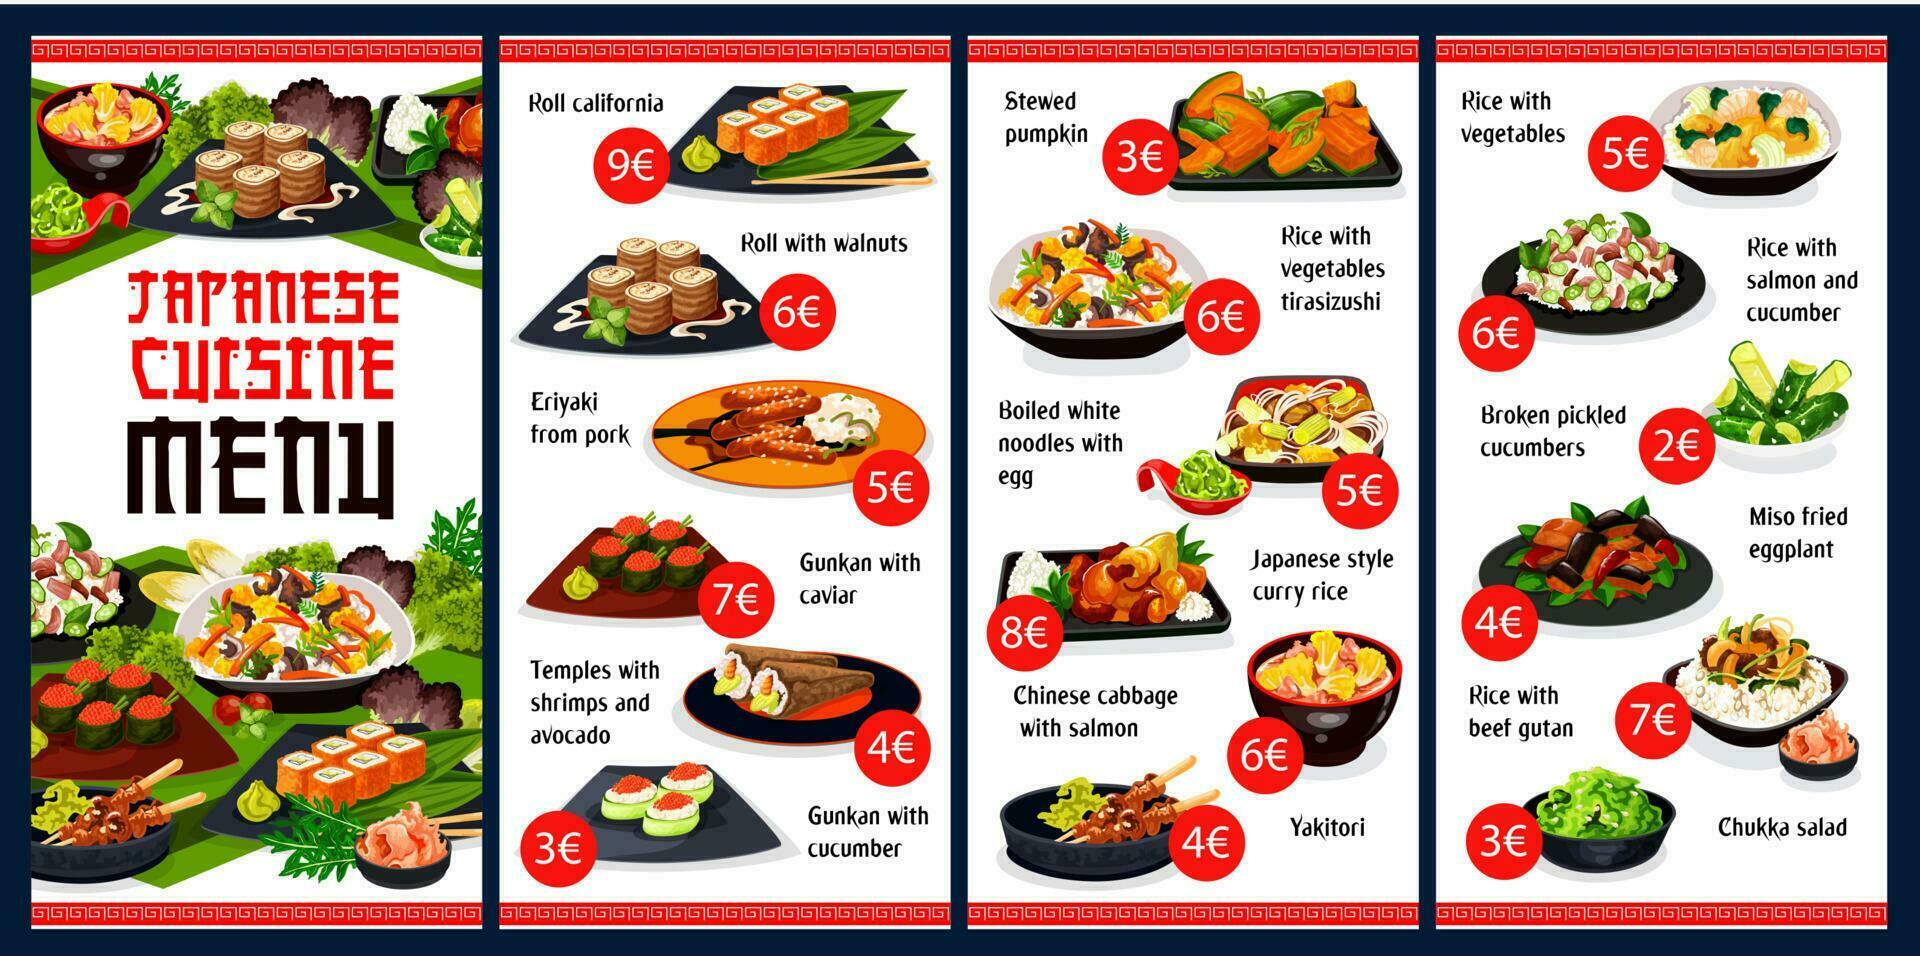 JAPANESE
CUISINE
MENU
Roll california
9€
Roll with walnuts
6€
Eriyaki
from pork
5€
Gunkan with
caviar
7€
Temples with
shrimps and
avocado
4€
Gunkan with
cucumber
3€
Stewed
pumpkin
3€
Rice with
vegetables
tirasizushi
6€
Boiled white
noodles with
egg
5€
Japanese style
curry rice
8€
Chinese cabbage
with salmon
6€
Yakitori
4€
Rice with
vegetables
5€
Rice with
salmon and
cucumber
6€
Broken pickled
cucumbers
2€
Miso fried
eggplant
4€
Rice with
beef gutan
7€
Chukka salad
3€